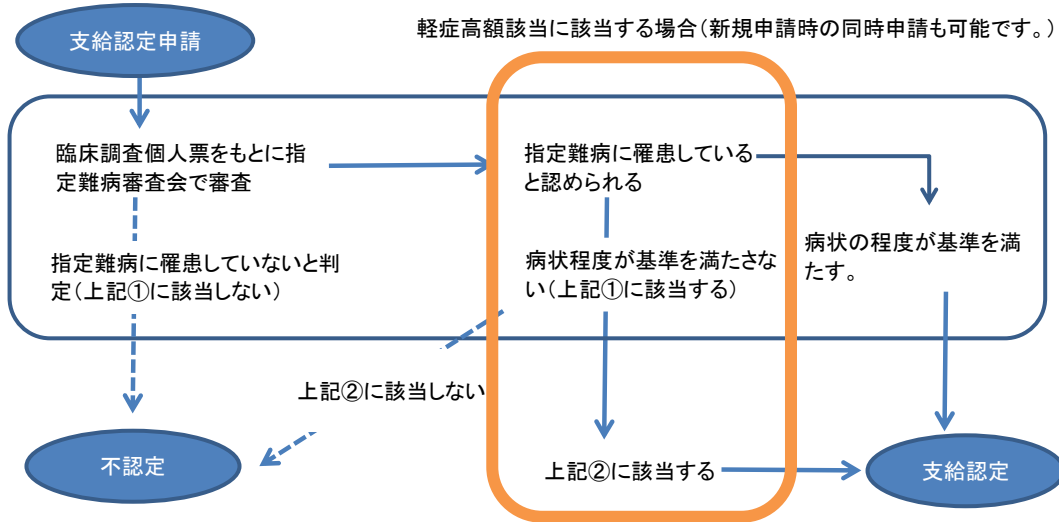 軽症高額該当に該当する場合(新規申請時の同時申請も可能です。)
支給認定申請
臨床調査個人票をもとに指
定難病審査会で審査
指定難病に罹患している
と認められる
指定難病に罹患していないと判
定(上記①に該当しない)
病状程度が基準を満たさな
い(上記①に該当する)
病状の程度が基準を満
たす。
上記②に該当しない
不認定
上記②に該当する
支給認定